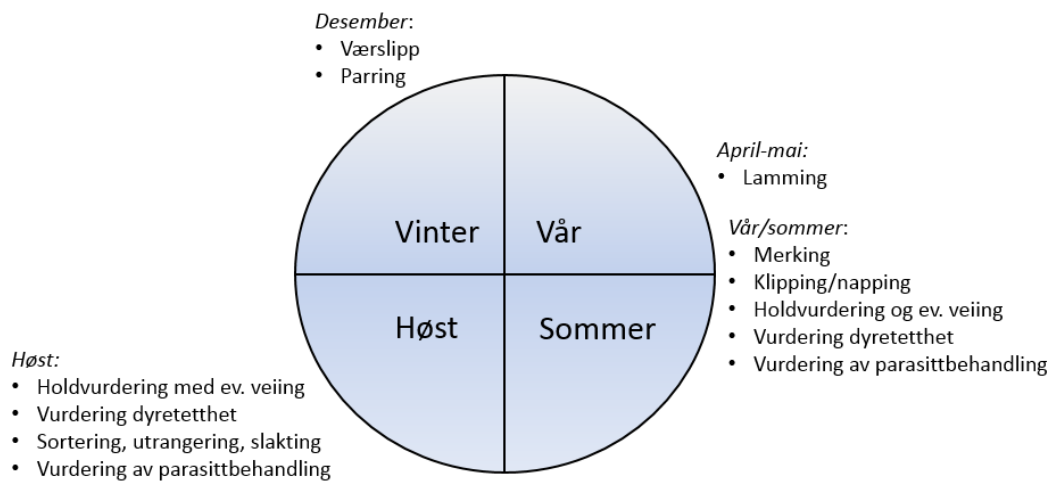 Desember:
• Værslipp
• Parring
April-mai:
• Lamming
Vinter
Vår
Vår/sommer:
• Merking
• Klipping/napping
• Holdvurdering og ev. veiing
• Vurdering dyretetthet
• Vurdering av parasittbehandling
Høst
Sommer
Høst:
• Holdvurdering med ev. veiing
• Vurdering dyretetthet
• Sortering, utrangering, slakting
• Vurdering av parasittbehandling